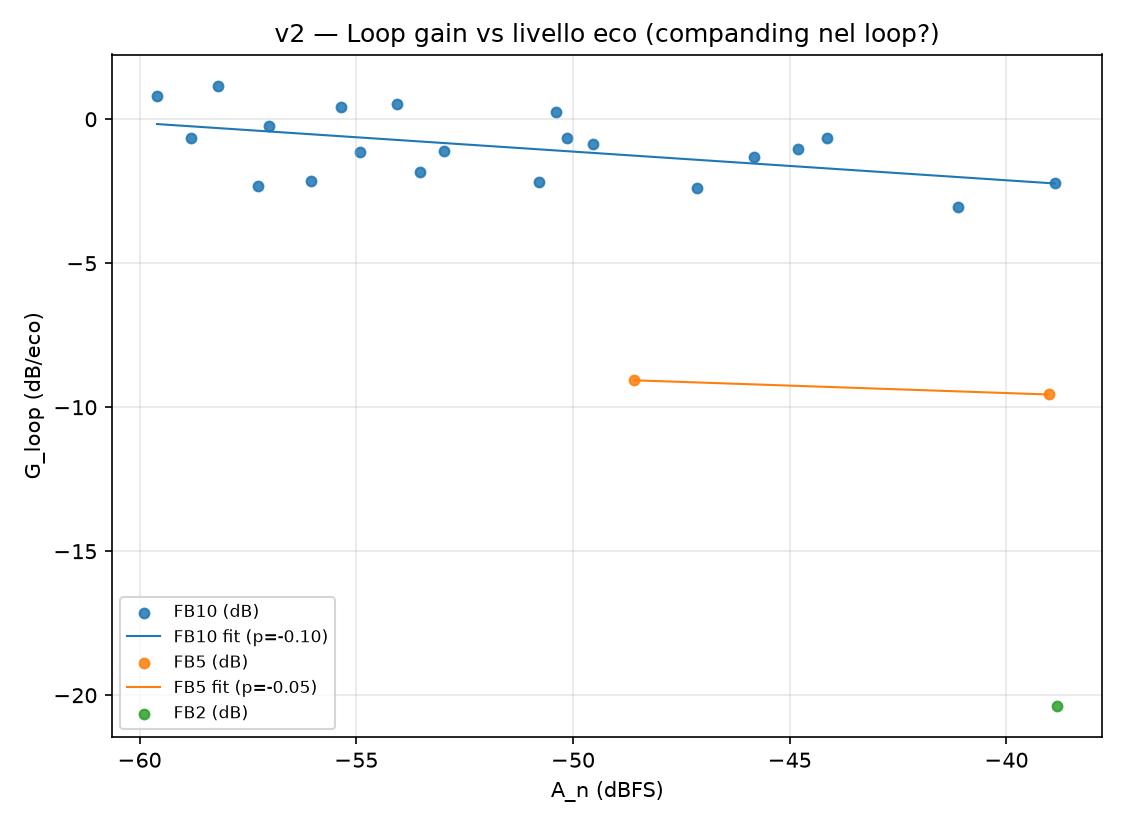 v2 — Loop gain vs livello eco (companding nel loop?)
G_loop (dB/eco)
0
−5
−10
−15
−20
FB10 (dB)
FB10 fit (p=-0.10)
FB5 (dB)
FB5 fit (p=-0.05)
FB2 (dB)
−60
−55
−50
−45
−40
A_n (dBFS)